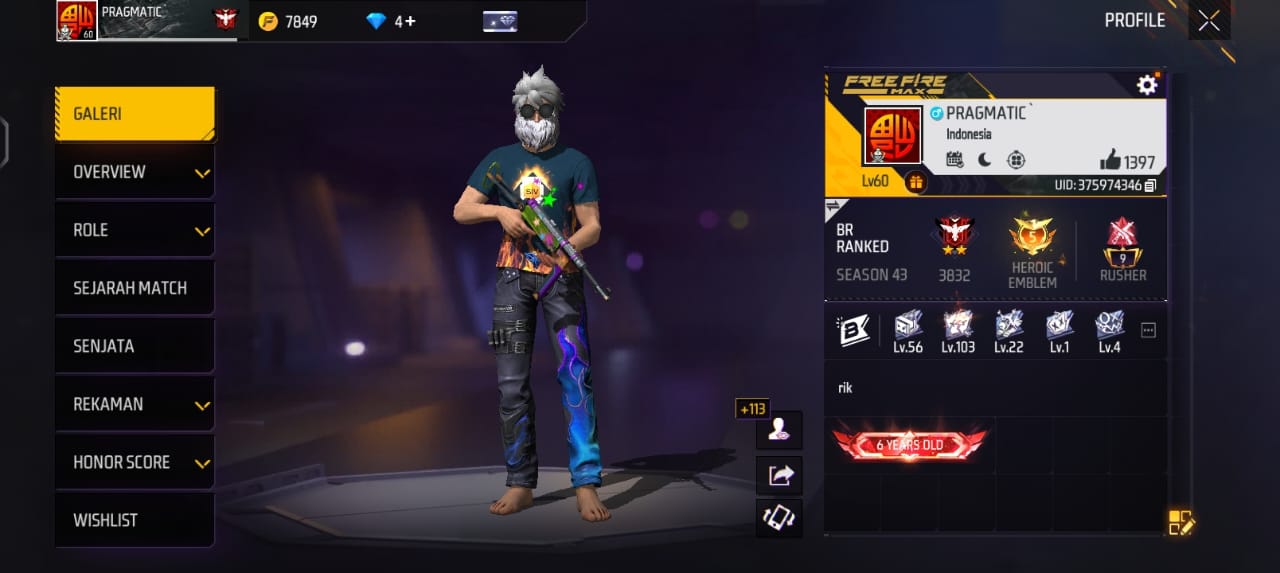 PRAGMATIC
60
7849
4+
PROFILE
GALERI
OVERVIEW
ROLE
SEJARAH MATCH
SENJATA
REKAMAN
HONOR SCORE
WISHLIST
+113
FREE FIRE
MAX
PRAGMATIC`
Indonesia
1397
Lv60
UID: 375974346
BR
RANKED
SEASON 43
3832
5
HEROIC
EMBLEM
9
RUSHER
B
Lv.56
Lv.103
Lv.22
Lv.1
Lv.4
rik
6 YEARS OLD